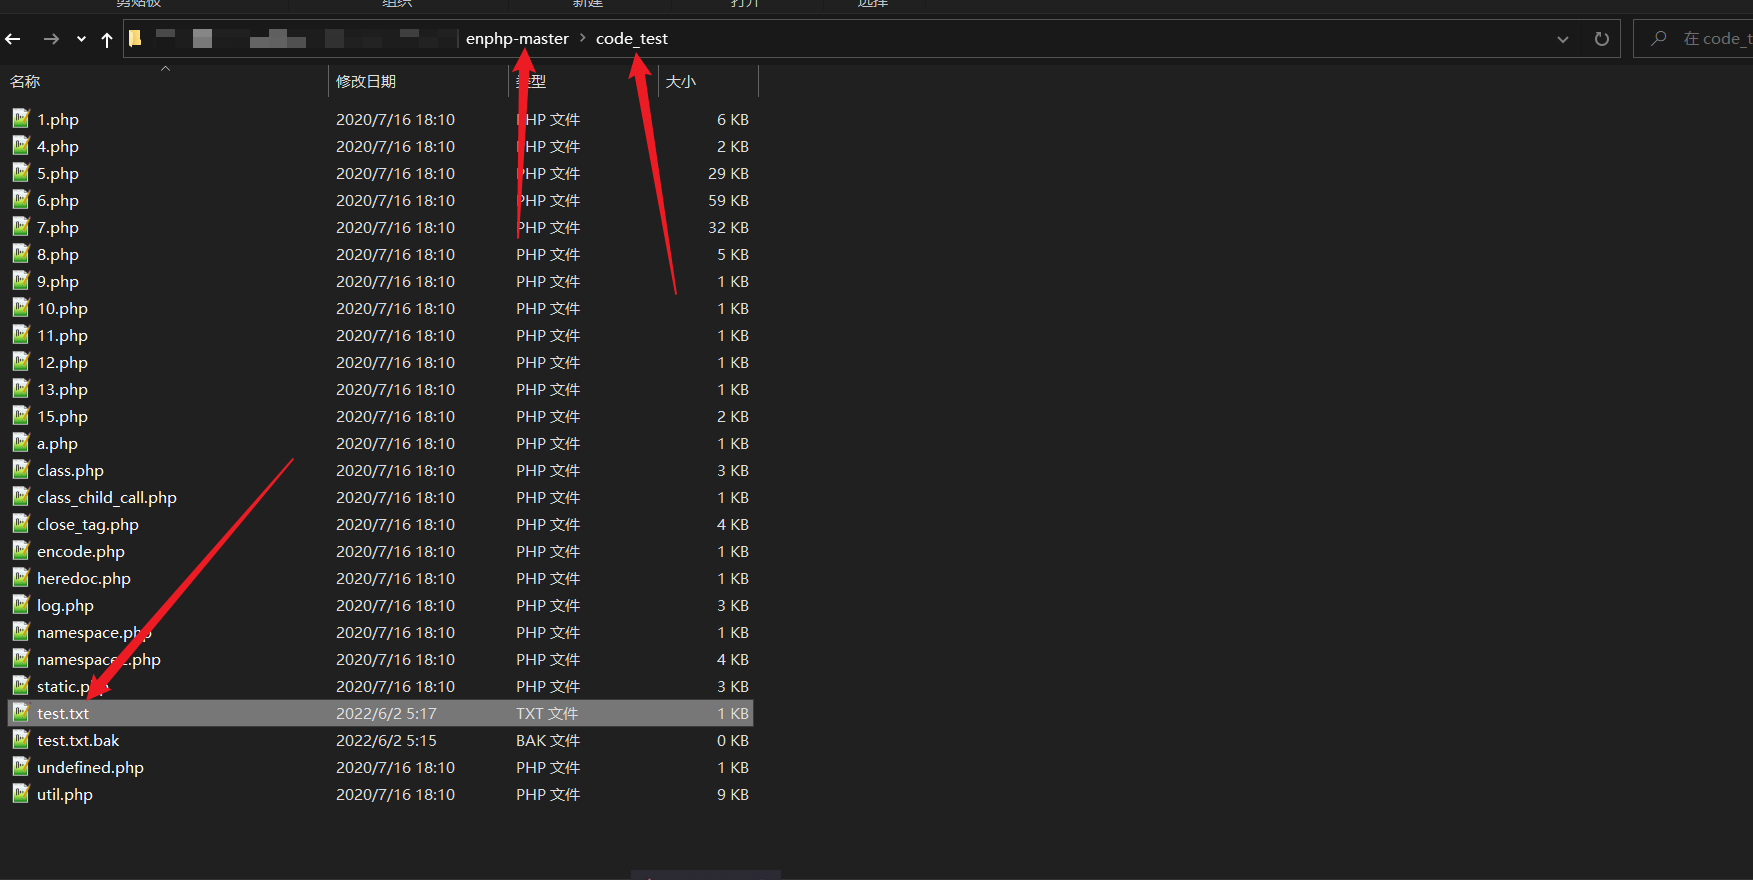 剪贴板 组织 新建 打开 选择
enphp-master › code_test 在 code_t
名称 修改日期 类型 大小
1.php 2020/7/16 18:10 PHP 文件 6 KB
4.php 2020/7/16 18:10 PHP 文件 2 KB
5.php 2020/7/16 18:10 PHP 文件 29 KB
6.php 2020/7/16 18:10 PHP 文件 59 KB
7.php 2020/7/16 18:10 PHP 文件 32 KB
8.php 2020/7/16 18:10 PHP 文件 5 KB
9.php 2020/7/16 18:10 PHP 文件 1 KB
10.php 2020/7/16 18:10 PHP 文件 1 KB
11.php 2020/7/16 18:10 PHP 文件 1 KB
12.php 2020/7/16 18:10 PHP 文件 1 KB
13.php 2020/7/16 18:10 PHP 文件 1 KB
15.php 2020/7/16 18:10 PHP 文件 2 KB
a.php 2020/7/16 18:10 PHP 文件 1 KB
class.php 2020/7/16 18:10 PHP 文件 3 KB
class_child_call.php 2020/7/16 18:10 PHP 文件 1 KB
close_tag.php 2020/7/16 18:10 PHP 文件 4 KB
encode.php 2020/7/16 18:10 PHP 文件 1 KB
heredoc.php 2020/7/16 18:10 PHP 文件 1 KB
log.php 2020/7/16 18:10 PHP 文件 3 KB
namespace.php 2020/7/16 18:10 PHP 文件 1 KB
namespace2.php 2020/7/16 18:10 PHP 文件 4 KB
static.php 2020/7/16 18:10 PHP 文件 3 KB
test.txt 2022/6/2 5:17 TXT 文件 1 KB
test.txt.bak 2022/6/2 5:15 BAK 文件 0 KB
undefined.php 2020/7/16 18:10 PHP 文件 1 KB
util.php 2020/7/16 18:10 PHP 文件 9 KB